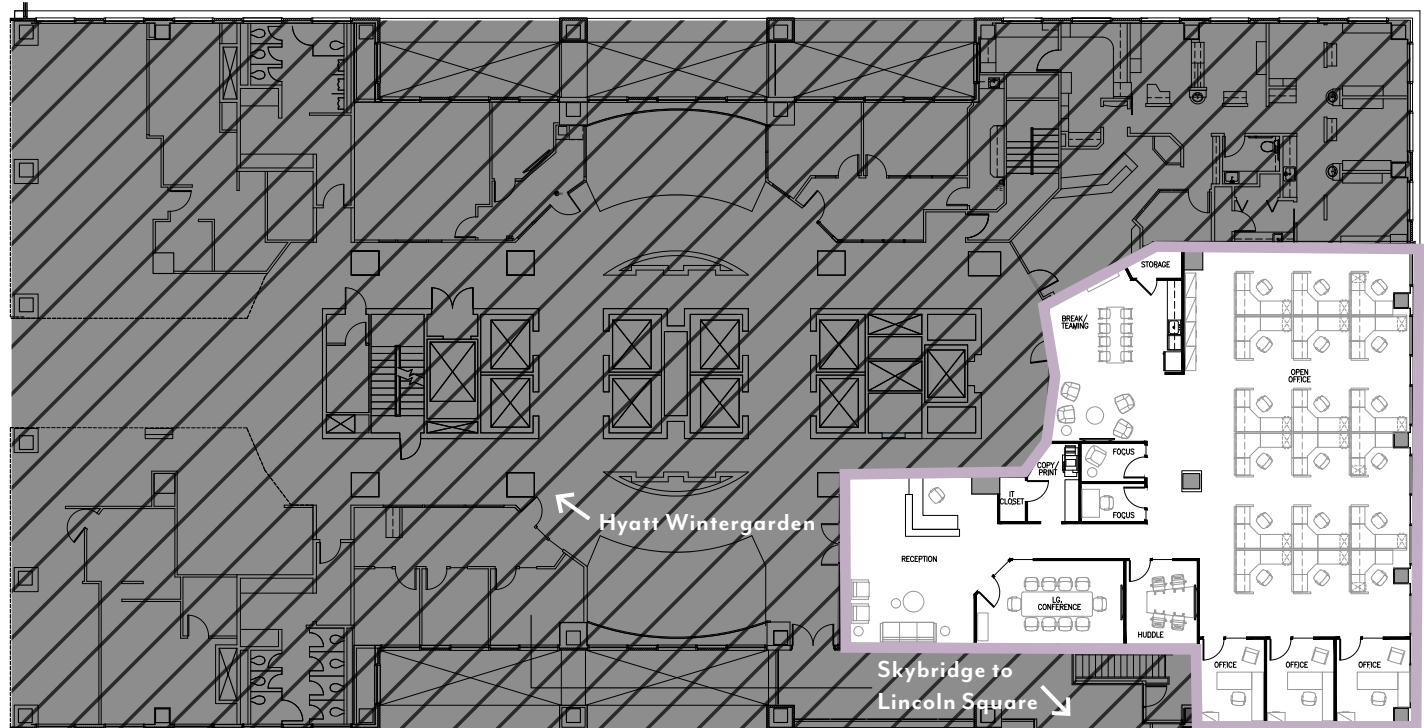 STORAGE
BREAK/
TEAMING
OPEN
OFFICE
FOCUS
COPY/
PRINT
IT
CLOSET
FOCUS
Hyatt Wintergarden
RECEPTION
LG.
CONFERENCE
HUDDLE
OFFICE
OFFICE
OFFICE
Skybridge to
Lincoln Square